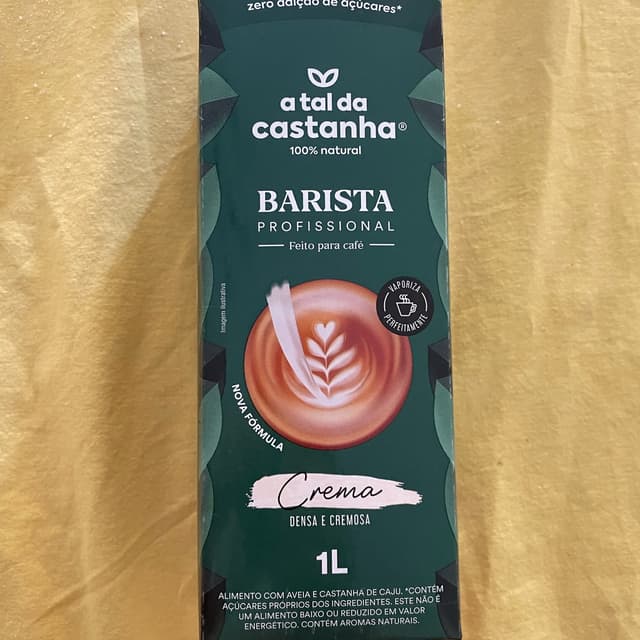 zero adição de açúcares*
a tal da
castanha®
100% natural
BARISTA
PROFISSIONAL
Feito para café
VAPORIZA
PERFEITAMENTE
Imagem ilustrativa
NOVA FÓRMULA
Crema
DENSA E CREMOSA
1L
ALIMENTO COM AVEIA E CASTANHA DE CAJU. *CONTÉM
AÇÚCARES PRÓPRIOS DOS INGREDIENTES. ESTE NÃO É
UM ALIMENTO BAIXO OU REDUZIDO EM VALOR
ENERGÉTICO. CONTÉM AROMAS NATURAIS.